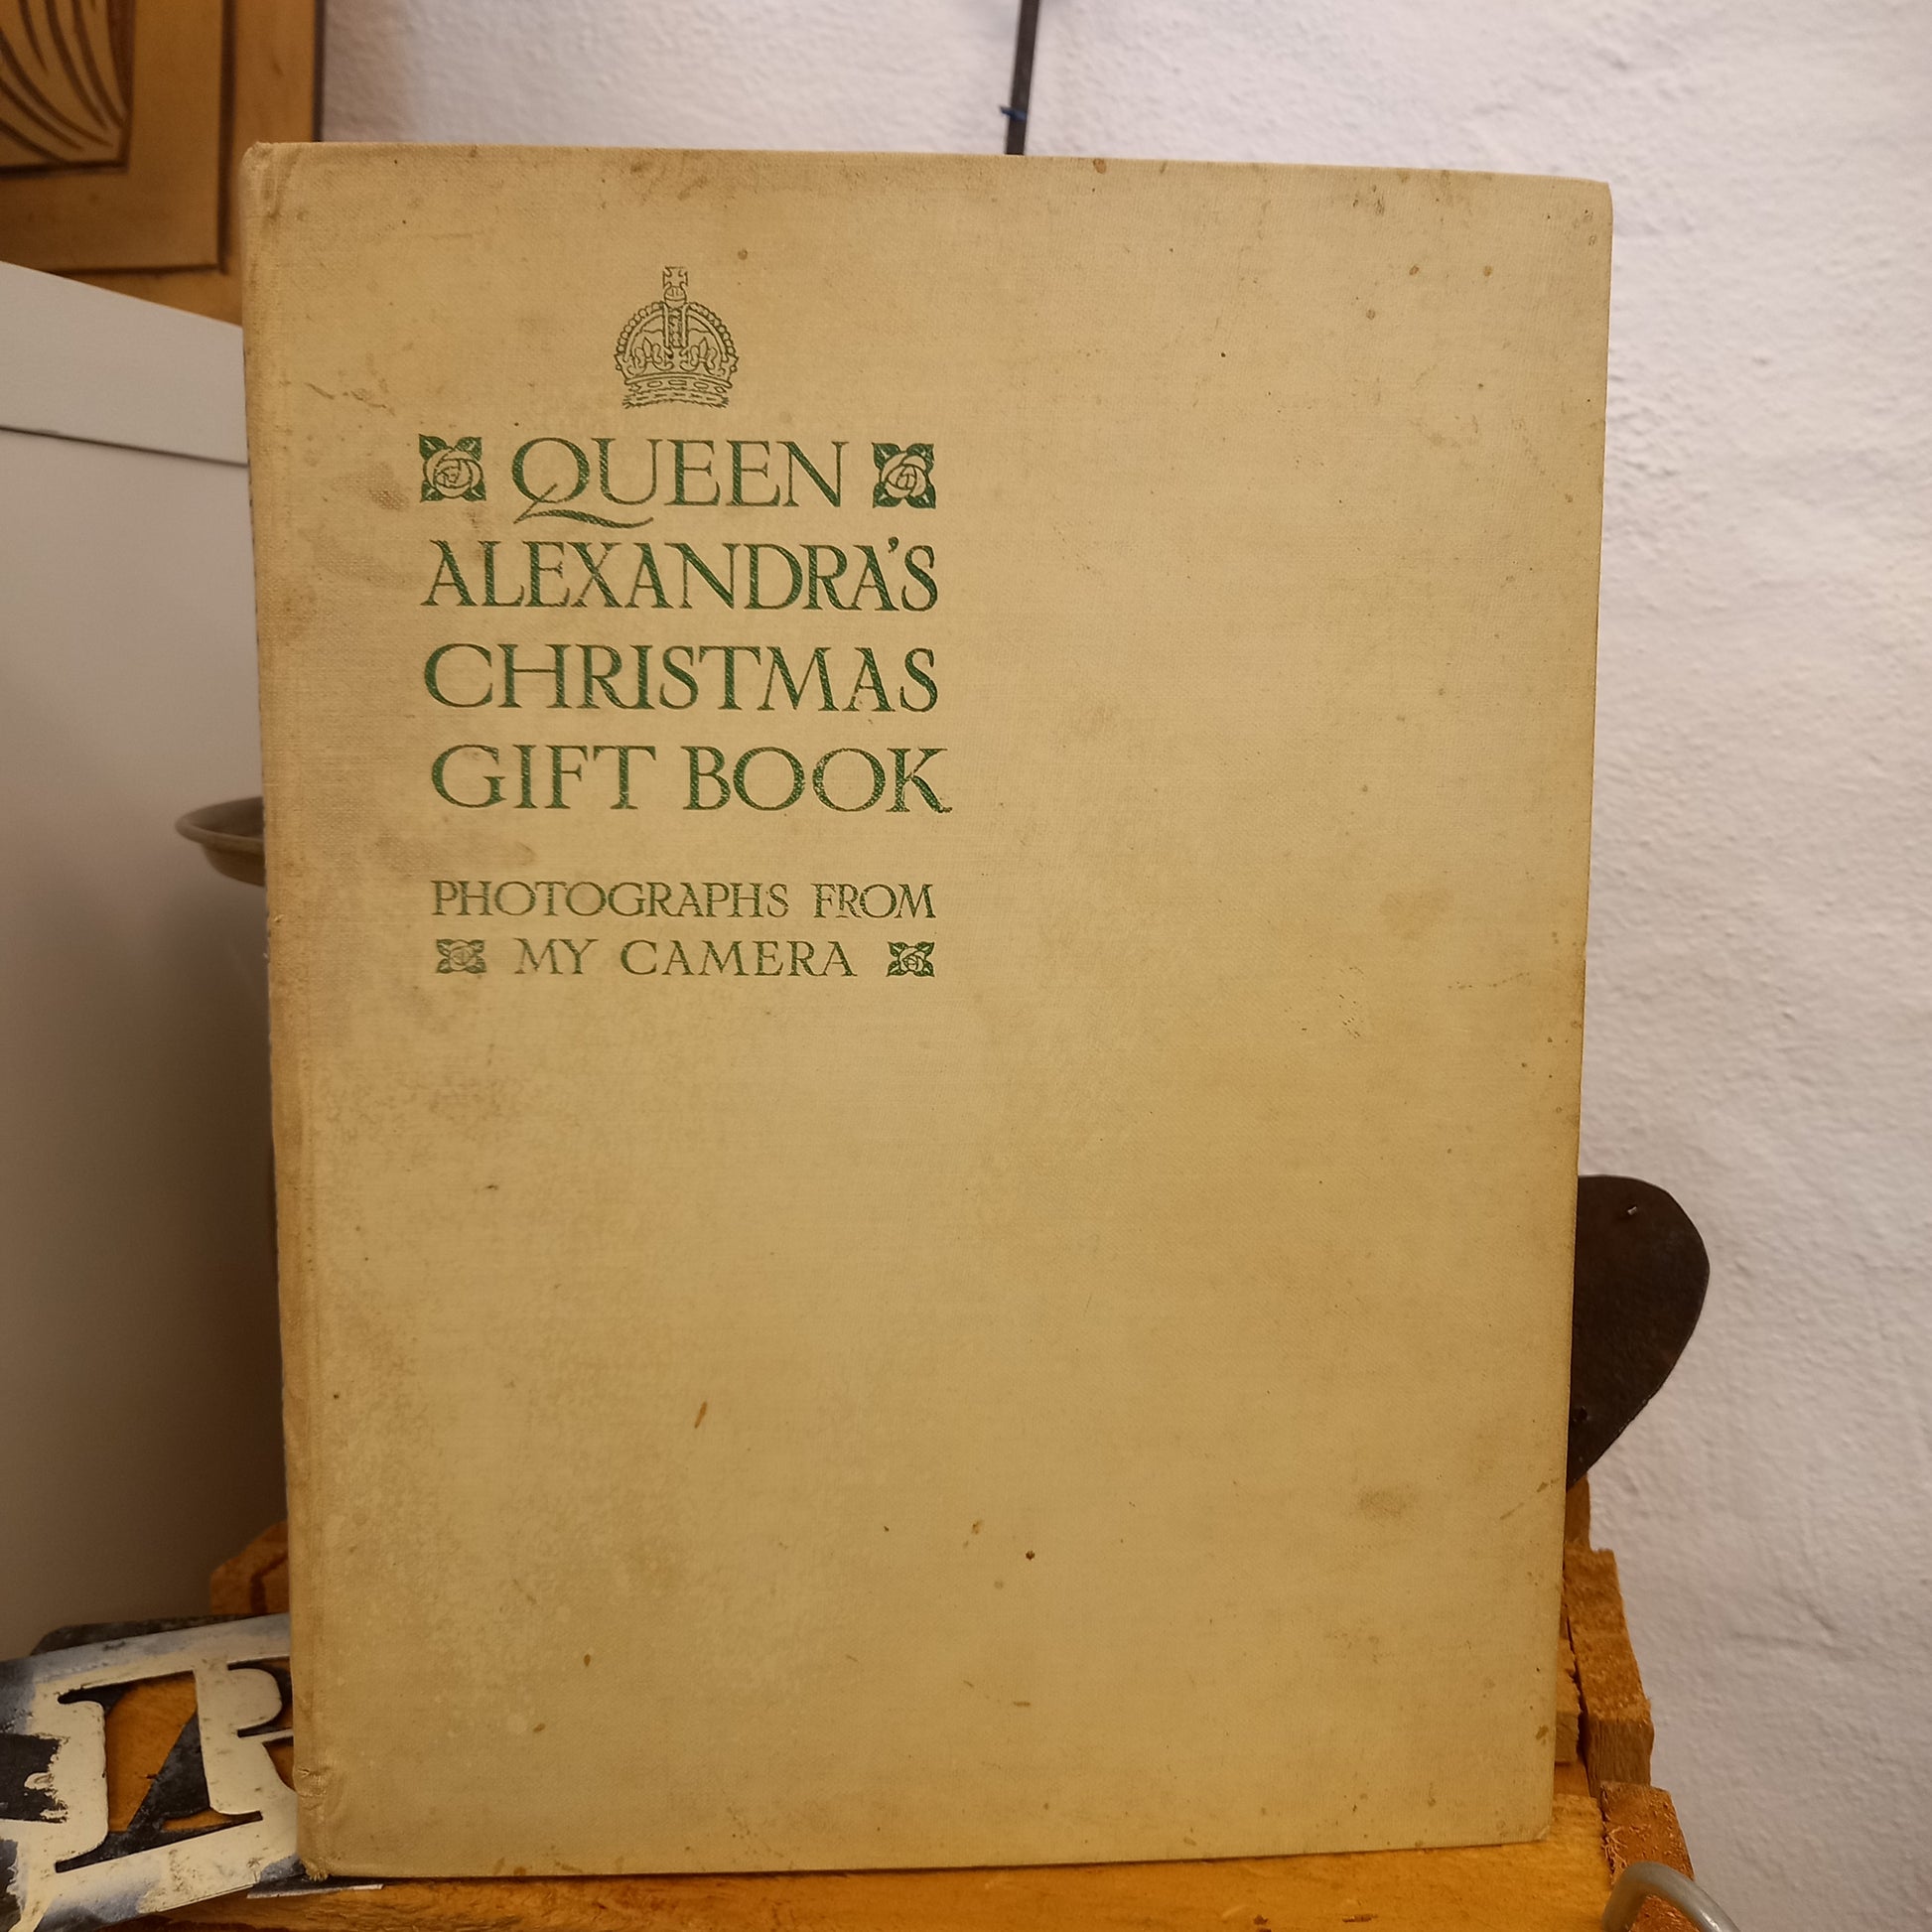 QUEEN
ALEXANDRA'S
CHRISTMAS
GIFT BOOK
PHOTOGRAPHS FROM
MY CAMERA